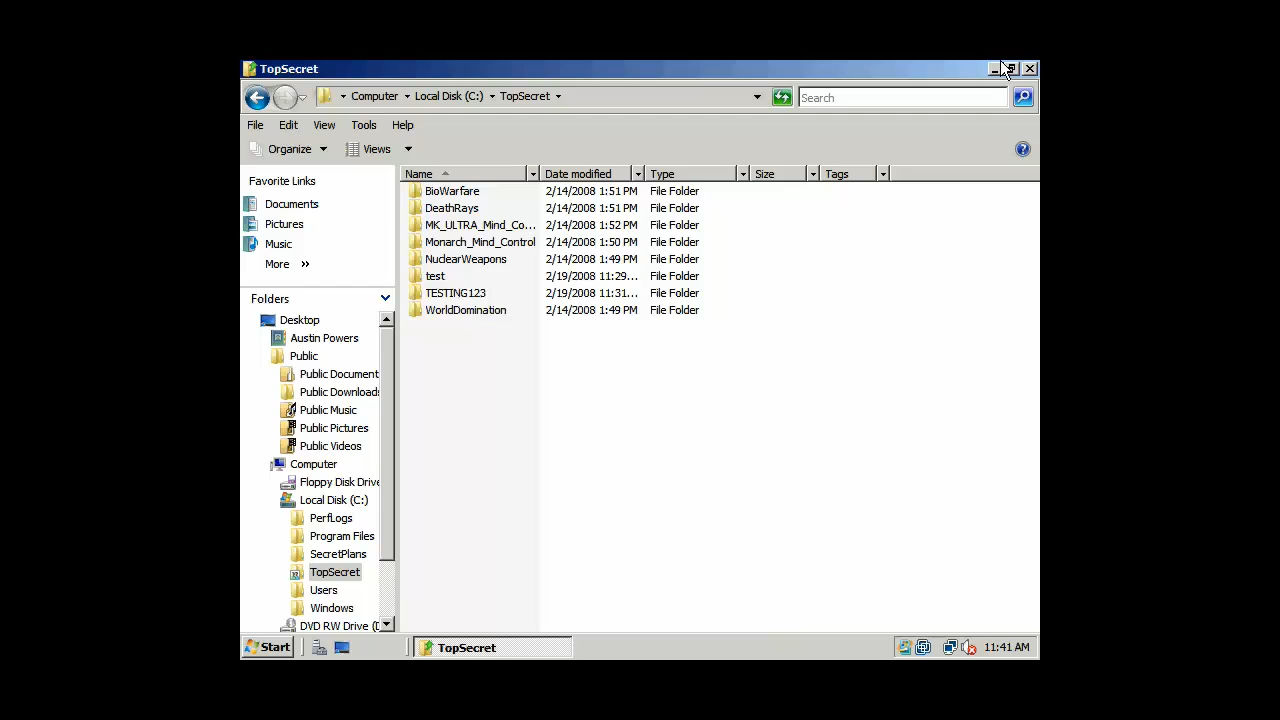 TopSecret
Computer Local Disk (C:) TopSecret Search
File Edit View Tools Help
Organize Views
Favorite Links
Documents
Pictures
Music
More
Folders
Desktop
Austin Powers
Public
Public Document
Public Download
Public Music
Public Pictures
Public Videos
Computer
Floppy Disk Drive
Local Disk (C:)
PerfLogs
Program Files
SecretPlans
TopSecret
Users
Windows
DVD RW Drive (D
Name Date modified Type Size Tags
BioWarfare 2/14/2008 1:51 PM File Folder
DeathRays 2/14/2008 1:51 PM File Folder
MK_ULTRA_Mind_Co... 2/14/2008 1:52 PM File Folder
Monarch_Mind_Control 2/14/2008 1:50 PM File Folder
NuclearWeapons 2/14/2008 1:49 PM File Folder
test 2/19/2008 11:29... File Folder
TESTING123 2/19/2008 11:31... File Folder
WorldDomination 2/14/2008 1:49 PM File Folder
Start TopSecret 11:41 AM